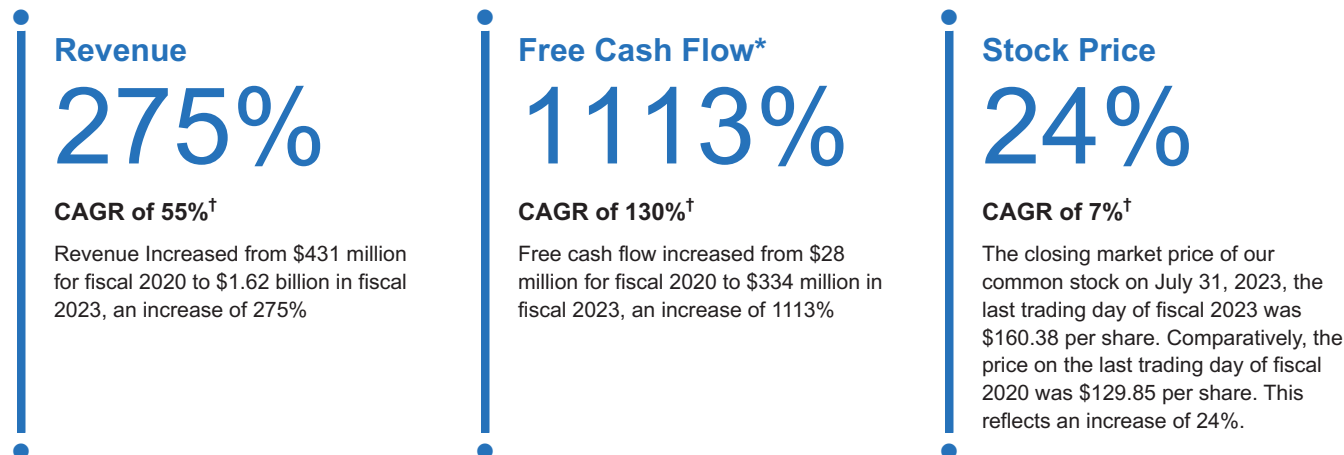 Revenue
275%
CAGR of 55%†
Revenue Increased from $431 million
for fiscal 2020 to $1.62 billion in fiscal
2023, an increase of 275%
Free Cash Flow*
1113%
CAGR of 130%†
Free cash flow increased from $28
million for fiscal 2020 to $334 million in
fiscal 2023, an increase of 1113%
Stock Price
24%
CAGR of 7%†
The closing market price of our
common stock on July 31, 2023, the
last trading day of fiscal 2023 was
$160.38 per share. Comparatively, the
price on the last trading day of fiscal
2020 was $129.85 per share. This
reflects an increase of 24%.